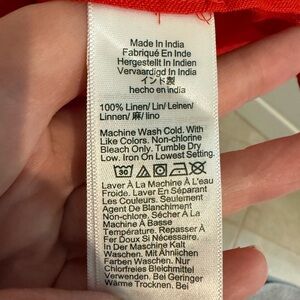 Made In India
Fabriqué En Inde
Hergestellt In Indien
Vervaardigd In Indien
インド製
hecho en india
100% Linen/ Lin/ Leinen/
Linnen/ 麻/ lino
Machine Wash Cold. With
Like Colors. Non-chlorine
Bleach Only. Tumble Dry
Low. Iron On Lowest Setting.
30
Laver À La Machine À L'eau
Froide. Laver En Séparant
Les Couleurs. Seulement
Agent De Blanchiment
Non-chlore. Sécher À La
Machine À Basse
Température. Repasser À
Fer Doux Si Nécessaire.
In Der Maschine Kalt
Waschen. Mit Ähnlichen
Farben Waschen. Nur
Chlorfreies Bleichmittel
Verwenden. Bei Geringer
Wärme Trocknen. Bei